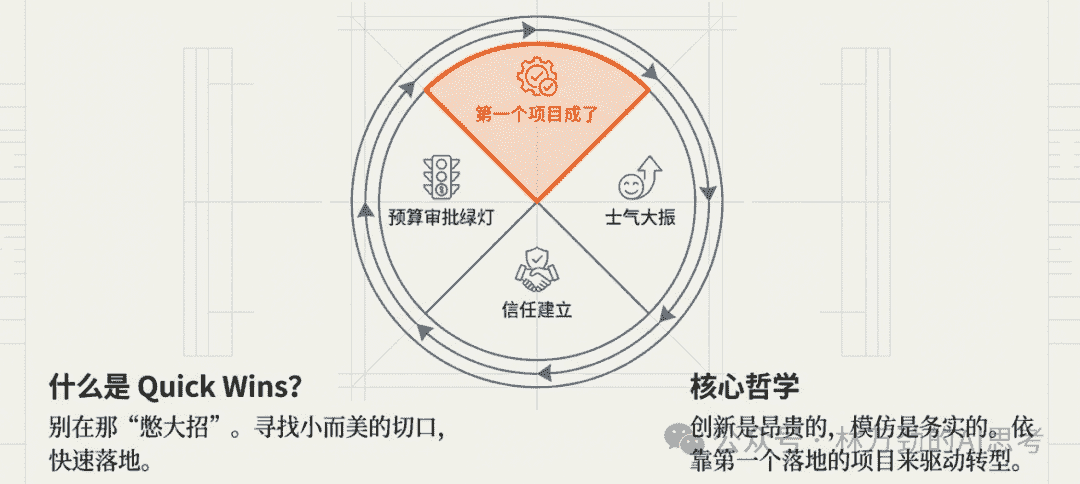 第一个项目成了
预算审批绿灯
士气大振
信任建立
什么是 Quick Wins?
别在那“憋大招”。寻找小而美的切口，
快速落地。
核心哲学
创新是昂贵的，模仿是务实的。依
靠第一个落地的项目来驱动转型。